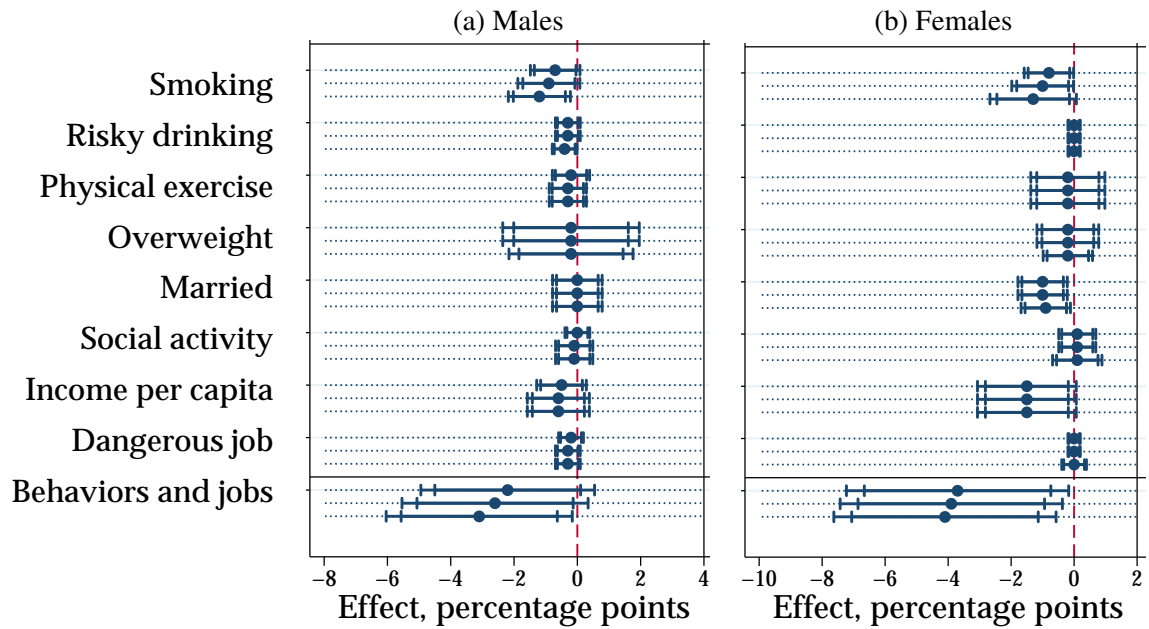 (a) Males
(b) Females
Smoking
Risky drinking
Physical exercise
Overweight
Married
Social activity
Income per capita
Dangerous job
Behaviors and jobs
−8 −6 −4 −2 0 2 4
−10 −8 −6 −4 −2 0 2
Effect, percentage points
Effect, percentage points